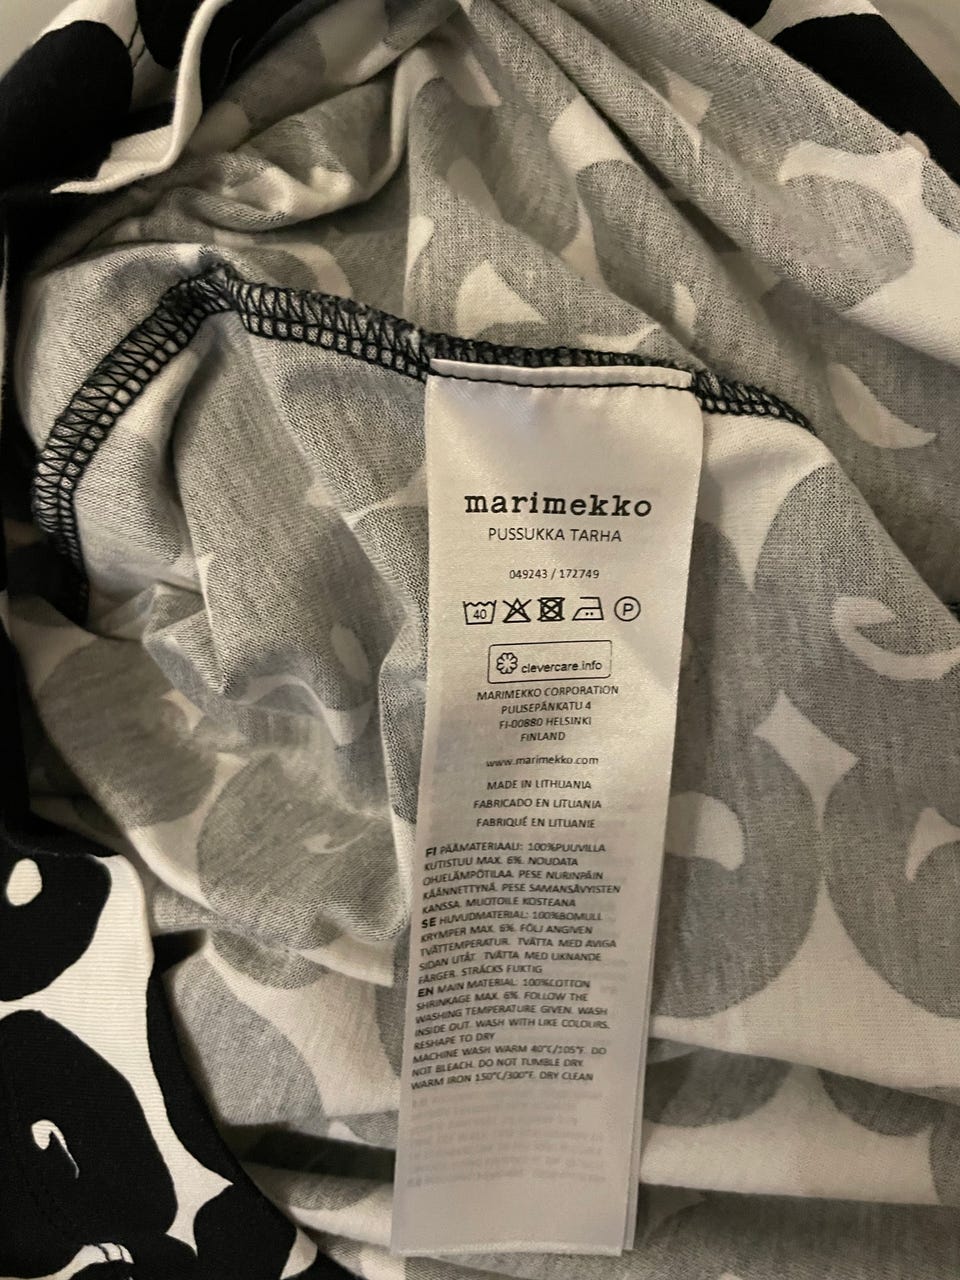 marimekko
PUSSUKKA TARHA
049243 / 172749
40 P
clevercare.info
MARIMEKKO CORPORATION
PUUSEPÄNKATU 4
FI-00880 HELSINKI
FINLAND
www.marimekko.com
MADE IN LITHUANIA
FABRICADO EN LITUANIA
FABRIQUÉ EN LITUANIE
FI PÄÄMATERIAALI: 100%PUUVILLA
KUTISTUU MAX. 6%. NOUDATA
OHJELÄMPÖTILAA. PESE NURINPÄIN
KÄÄNNETTYNÄ. PESE SAMANSÄVYISTEN
KANSSA. MUOTOILE KOSTEANA
SE HUVUDMATERIAL: 100%BOMULL
KRYMPER MAX. 6%. FÖLJ ANGIVEN
TVÄTTEMPERATUR. TVÄTTA MED AVIGA
SIDAN UTÅT. TVÄTTA MED LIKNANDE
FÄRGER. STRÄCKS FUKTIG
EN MAIN MATERIAL: 100%COTTON
SHRINKAGE MAX. 6%. FOLLOW THE
WASHING TEMPERATURE GIVEN. WASH
INSIDE OUT. WASH WITH LIKE COLOURS.
RESHAPE TO DRY
MACHINE WASH WARM 40°C/105°F. DO
NOT BLEACH. DO NOT TUMBLE DRY.
WARM IRON 150°C/300°F. DRY CLEAN